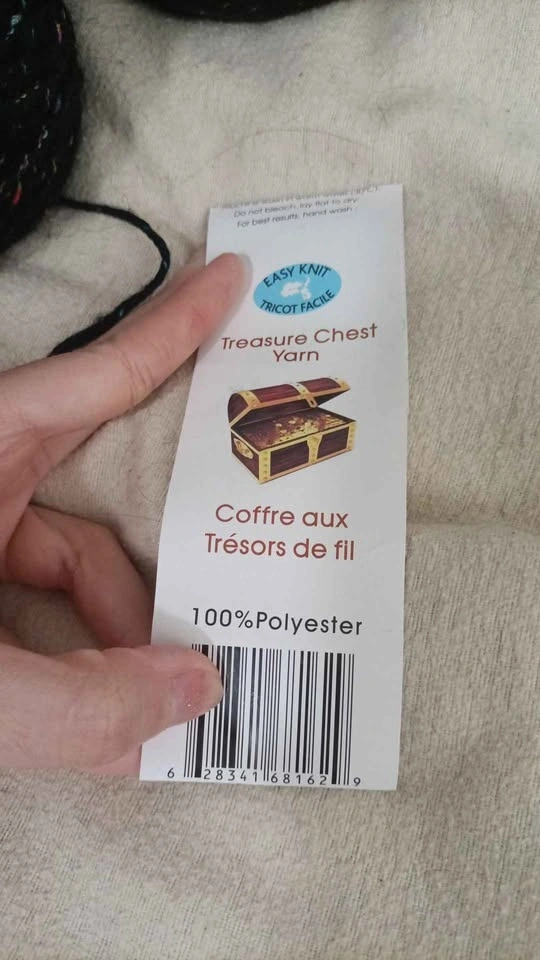 Do not bleach, lay flat to dry.
For best results, hand wash.
EASY KNIT
TRICOT FACILE
Treasure Chest
Yarn
Coffre aux
Trésors de fil
100%Polyester
6 28341 68162 9